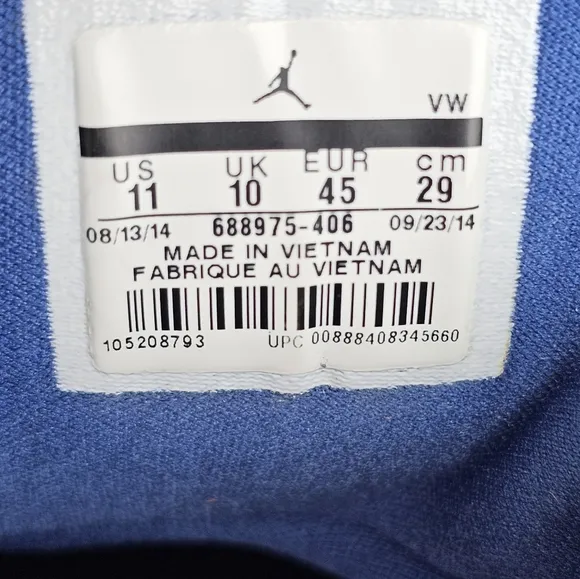 VW
US UK EUR cm
11 10 45 29
08/13/14 688975-406 09/23/14
MADE IN VIETNAM
FABRIQUE AU VIETNAM
105208793 UPC 00888408345660